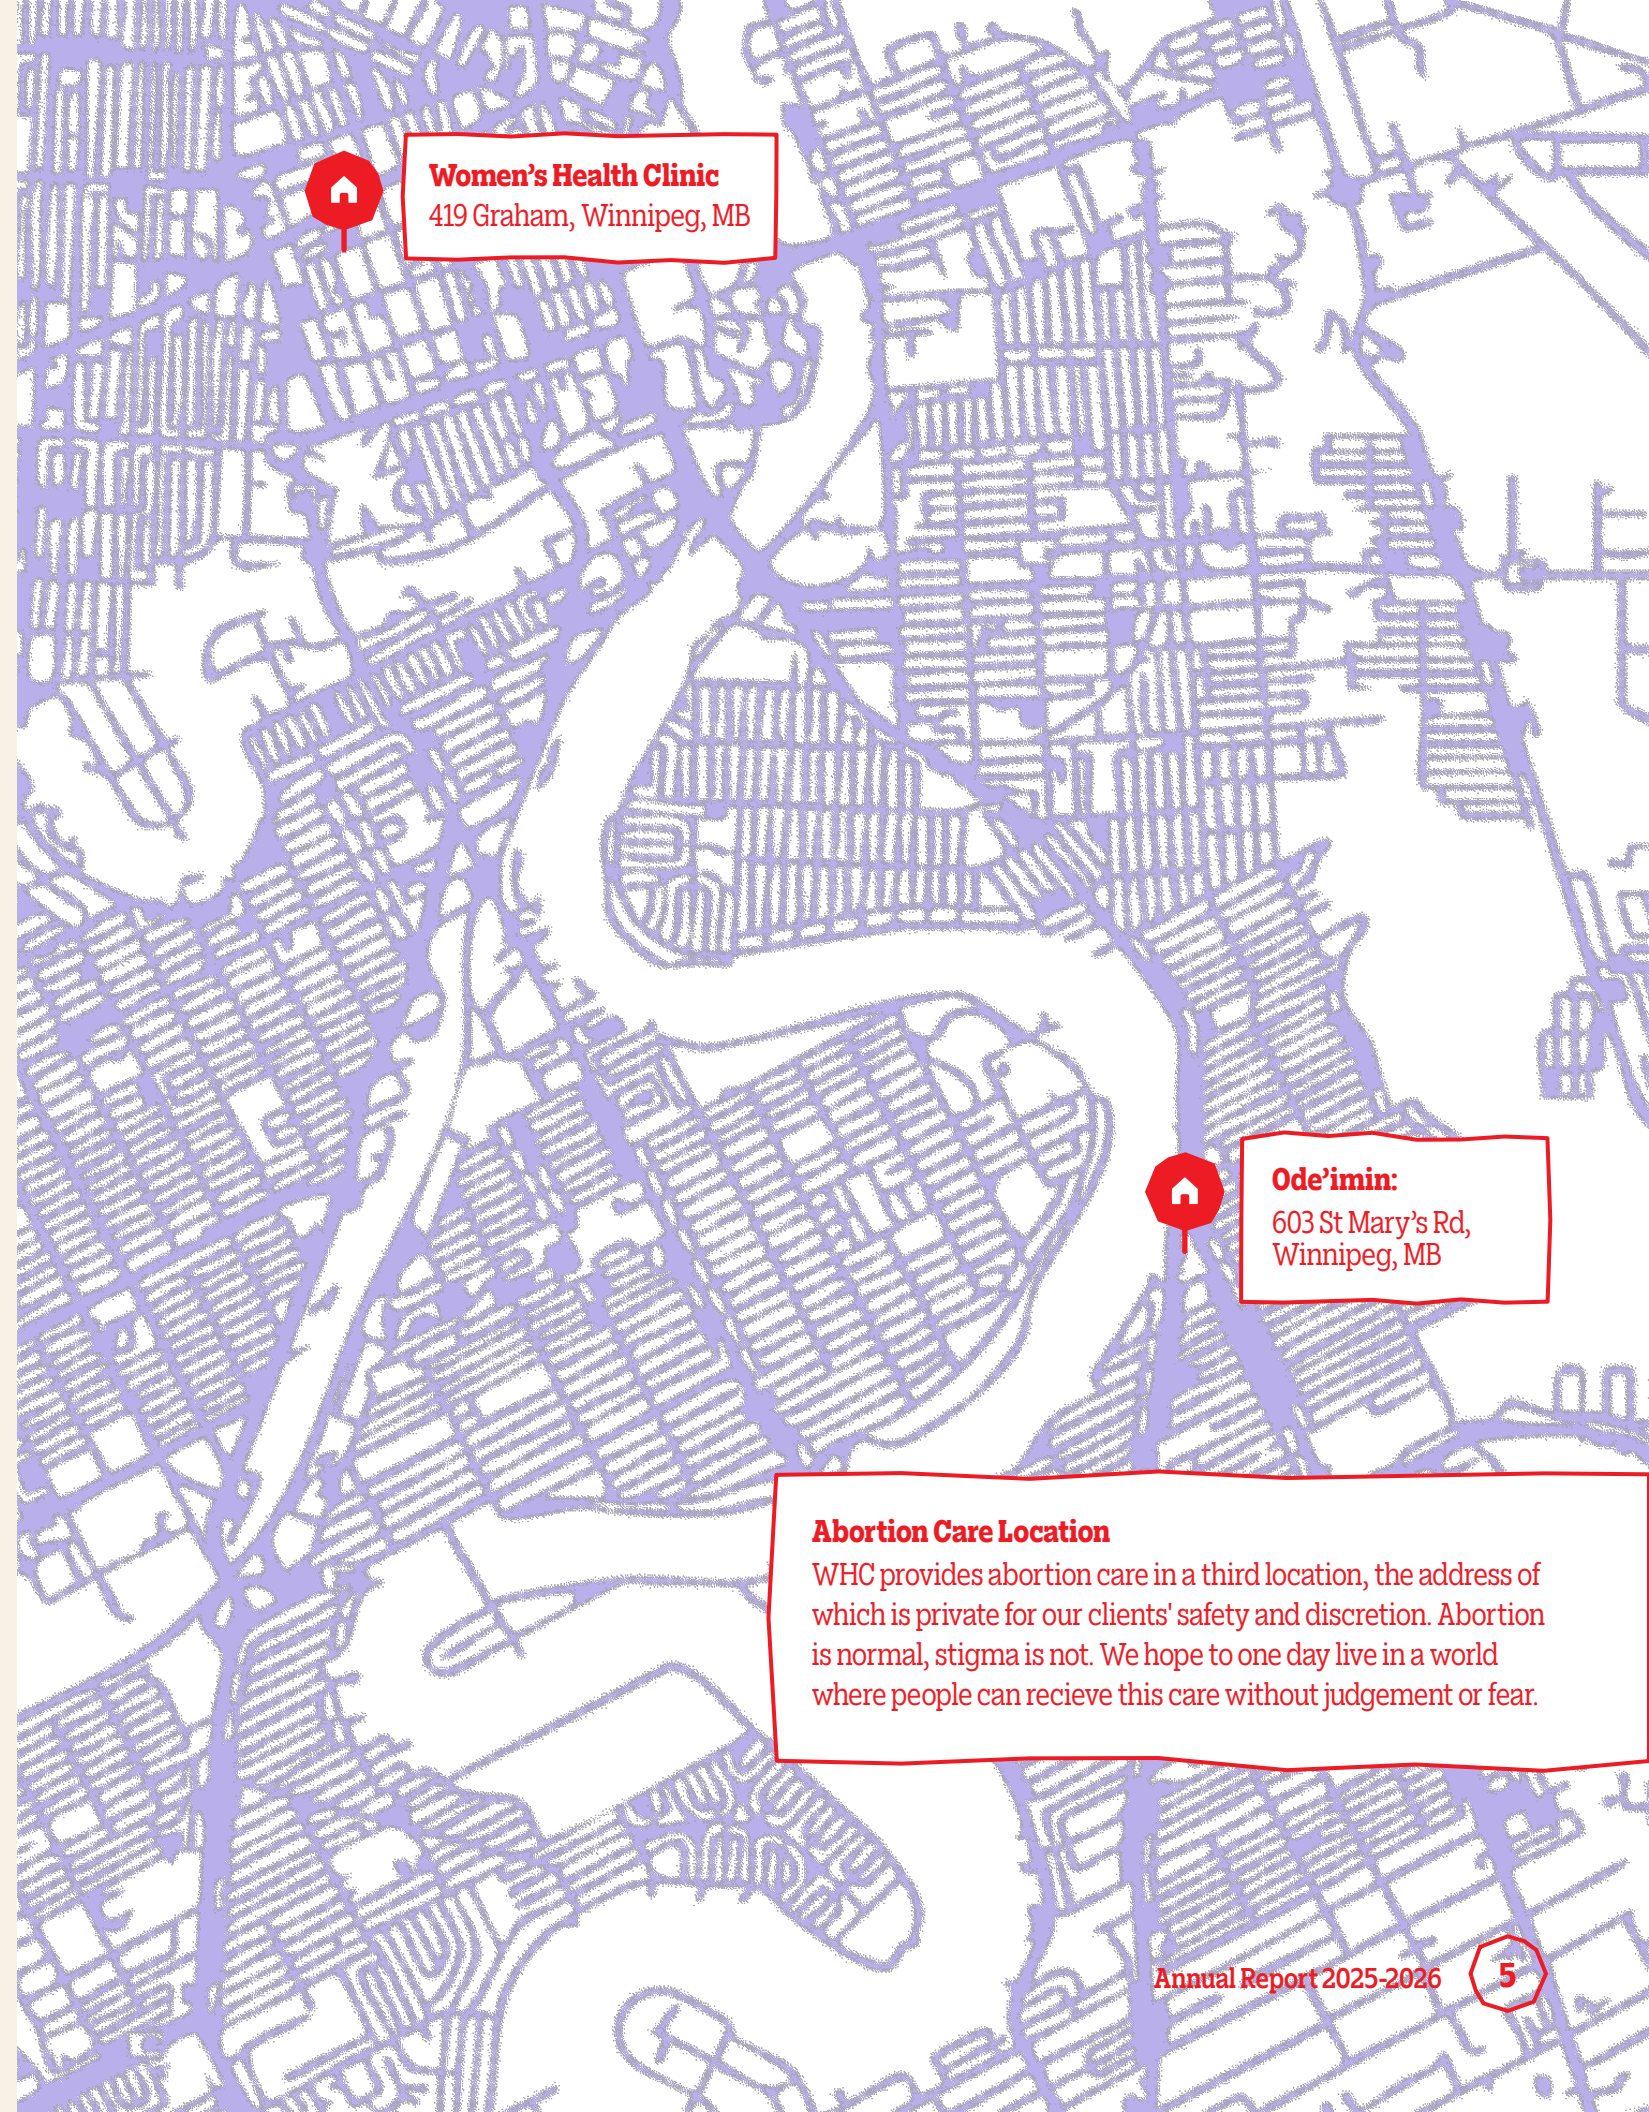 Women’s Health Clinic
419 Graham, Winnipeg, MB
Ode’imin:
603 St Mary’s Rd,
Winnipeg, MB
Abortion Care Location
WHC provides abortion care in a third location, the address of
which is private for our clients' safety and discretion. Abortion
is normal, stigma is not. We hope to one day live in a world
where people can recieve this care without judgement or fear.
Annual Report 2025-2026
5